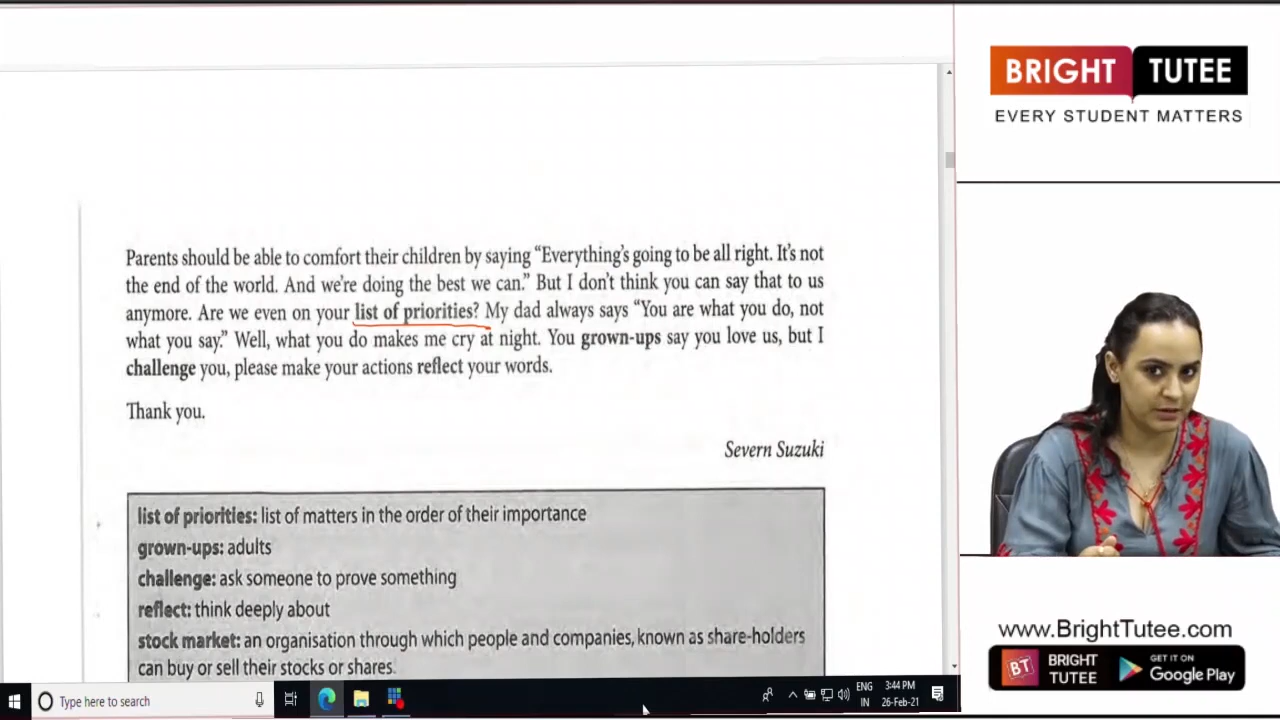 BRIGHT TUTEE
EVERY STUDENT MATTERS
Parents should be able to comfort their children by saying “Everything’s going to be all right. It’s not
the end of the world. And we’re doing the best we can.” But I don’t think you can say that to us
anymore. Are we even on your list of priorities? My dad always says “You are what you do, not
what you say.” Well, what you do makes me cry at night. You grown-ups say you love us, but I
challenge you, please make your actions reflect your words.
Thank you.
Severn Suzuki
list of priorities: list of matters in the order of their importance
grown-ups: adults
challenge: ask someone to prove something
reflect: think deeply about
stock market: an organisation through which people and companies, known as share-holders
can buy or sell their stocks or shares.
www.BrightTutee.com
BT
BRIGHT
TUTEE
GET IT ON
Google Play
Type here to search
ENG
IN
3:44 PM
26-Feb-21